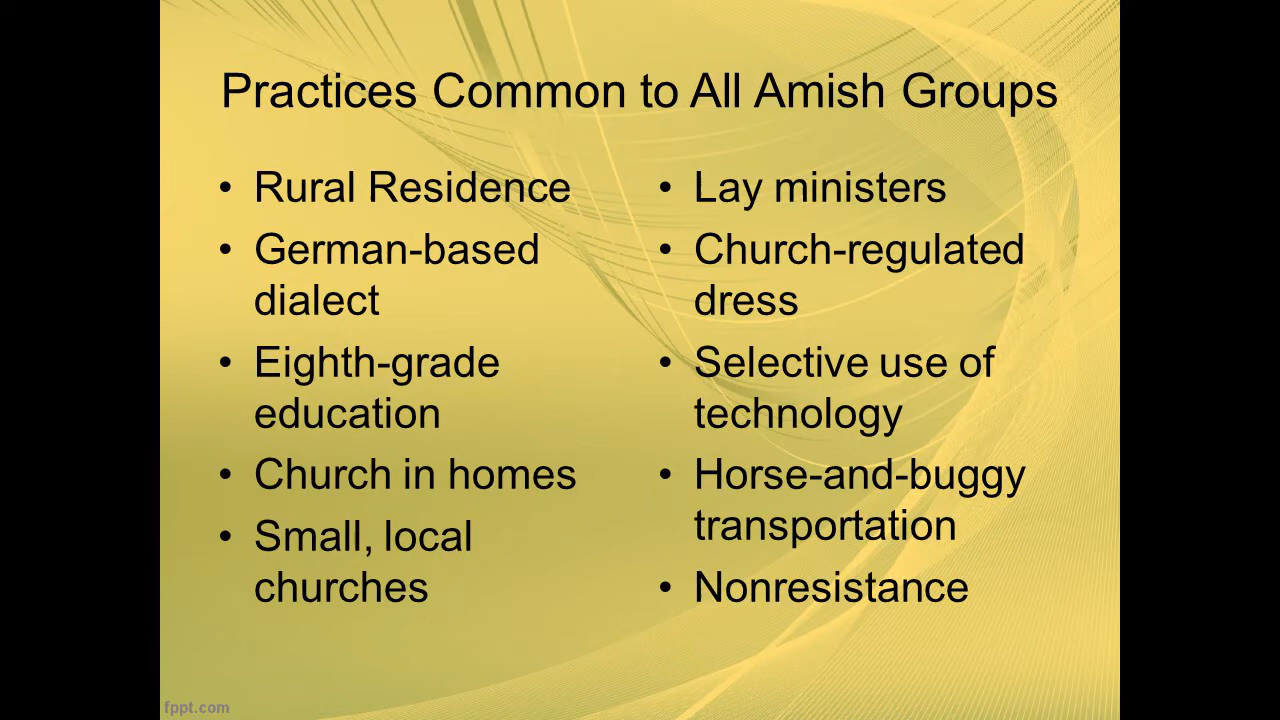 Practices Common to All Amish Groups
• Rural Residence
• German-based
dialect
• Eighth-grade
education
• Church in homes
• Small, local
churches
• Lay ministers
• Church-regulated
dress
• Selective use of
technology
• Horse-and-buggy
transportation
• Nonresistance
fppt.com